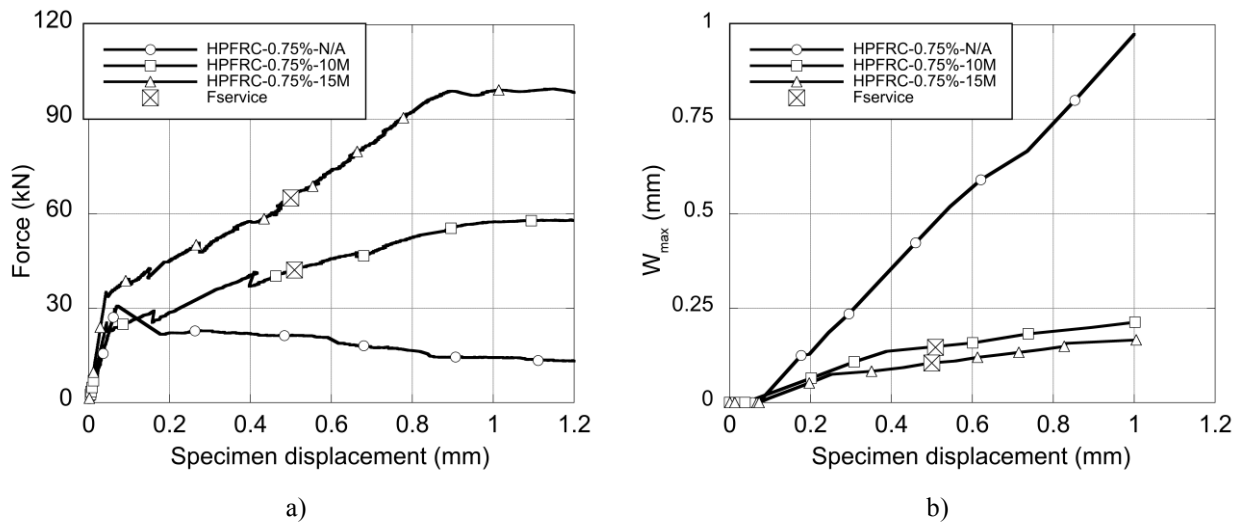 120
90
60
30
0
Force (kN)
HPFRC-0.75%-N/A
HPFRC-0.75%-10M
HPFRC-0.75%-15M
Fservice
0 0.2 0.4 0.6 0.8 1 1.2
Specimen displacement (mm)
a)
1
0.75
0.5
0.25
0
Wmax (mm)
HPFRC-0.75%-N/A
HPFRC-0.75%-10M
HPFRC-0.75%-15M
Fservice
0 0.2 0.4 0.6 0.8 1 1.2
Specimen displacement (mm)
b)